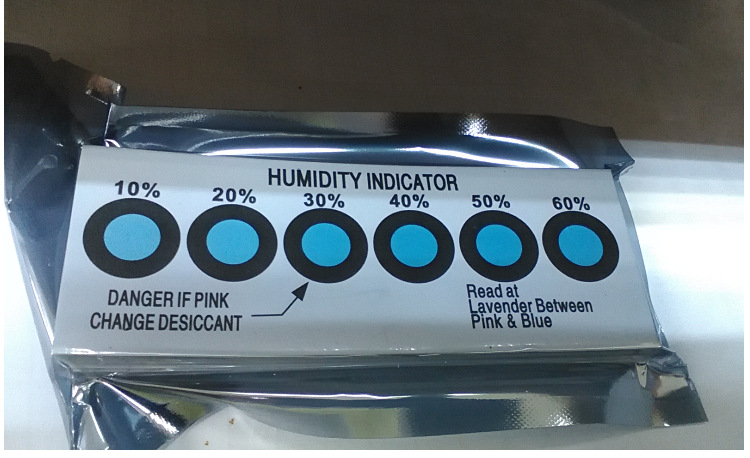 HUMIDITY INDICATOR
10% 20% 30% 40% 50% 60%
DANGER IF PINK
CHANGE DESICCANT
Read at
Lavender Between
Pink & Blue